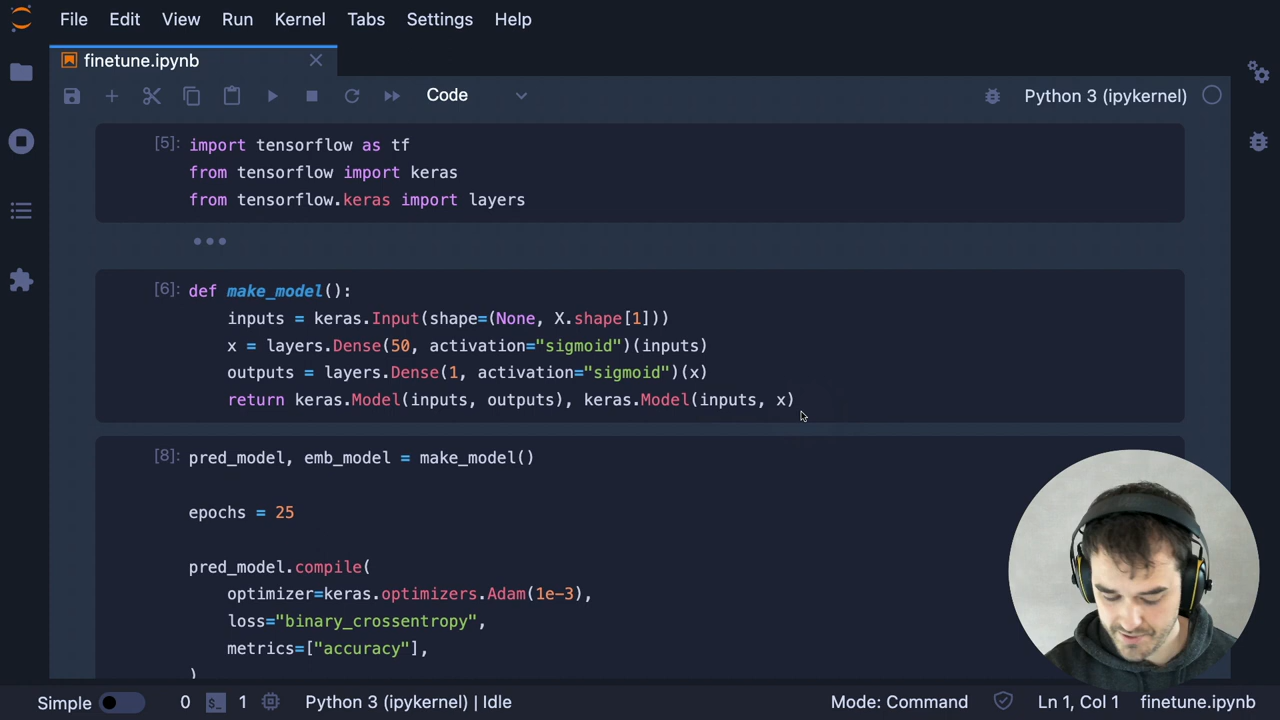 File Edit View Run Kernel Tabs Settings Help
finetune.ipynb
Code
Python 3 (ipykernel)
[5]: import tensorflow as tf
from tensorflow import keras
from tensorflow.keras import layers
[6]: def make_model():
inputs = keras.Input(shape=(None, X.shape[1]))
x = layers.Dense(50, activation="sigmoid")(inputs)
outputs = layers.Dense(1, activation="sigmoid")(x)
return keras.Model(inputs, outputs), keras.Model(inputs, x)
[8]: pred_model, emb_model = make_model()
epochs = 25
pred_model.compile(
optimizer=keras.optimizers.Adam(1e-3),
loss="binary_crossentropy",
metrics=["accuracy"],
)
Simple 0 1 Python 3 (ipykernel) | Idle Mode: Command Ln 1, Col 1 finetune.ipynb